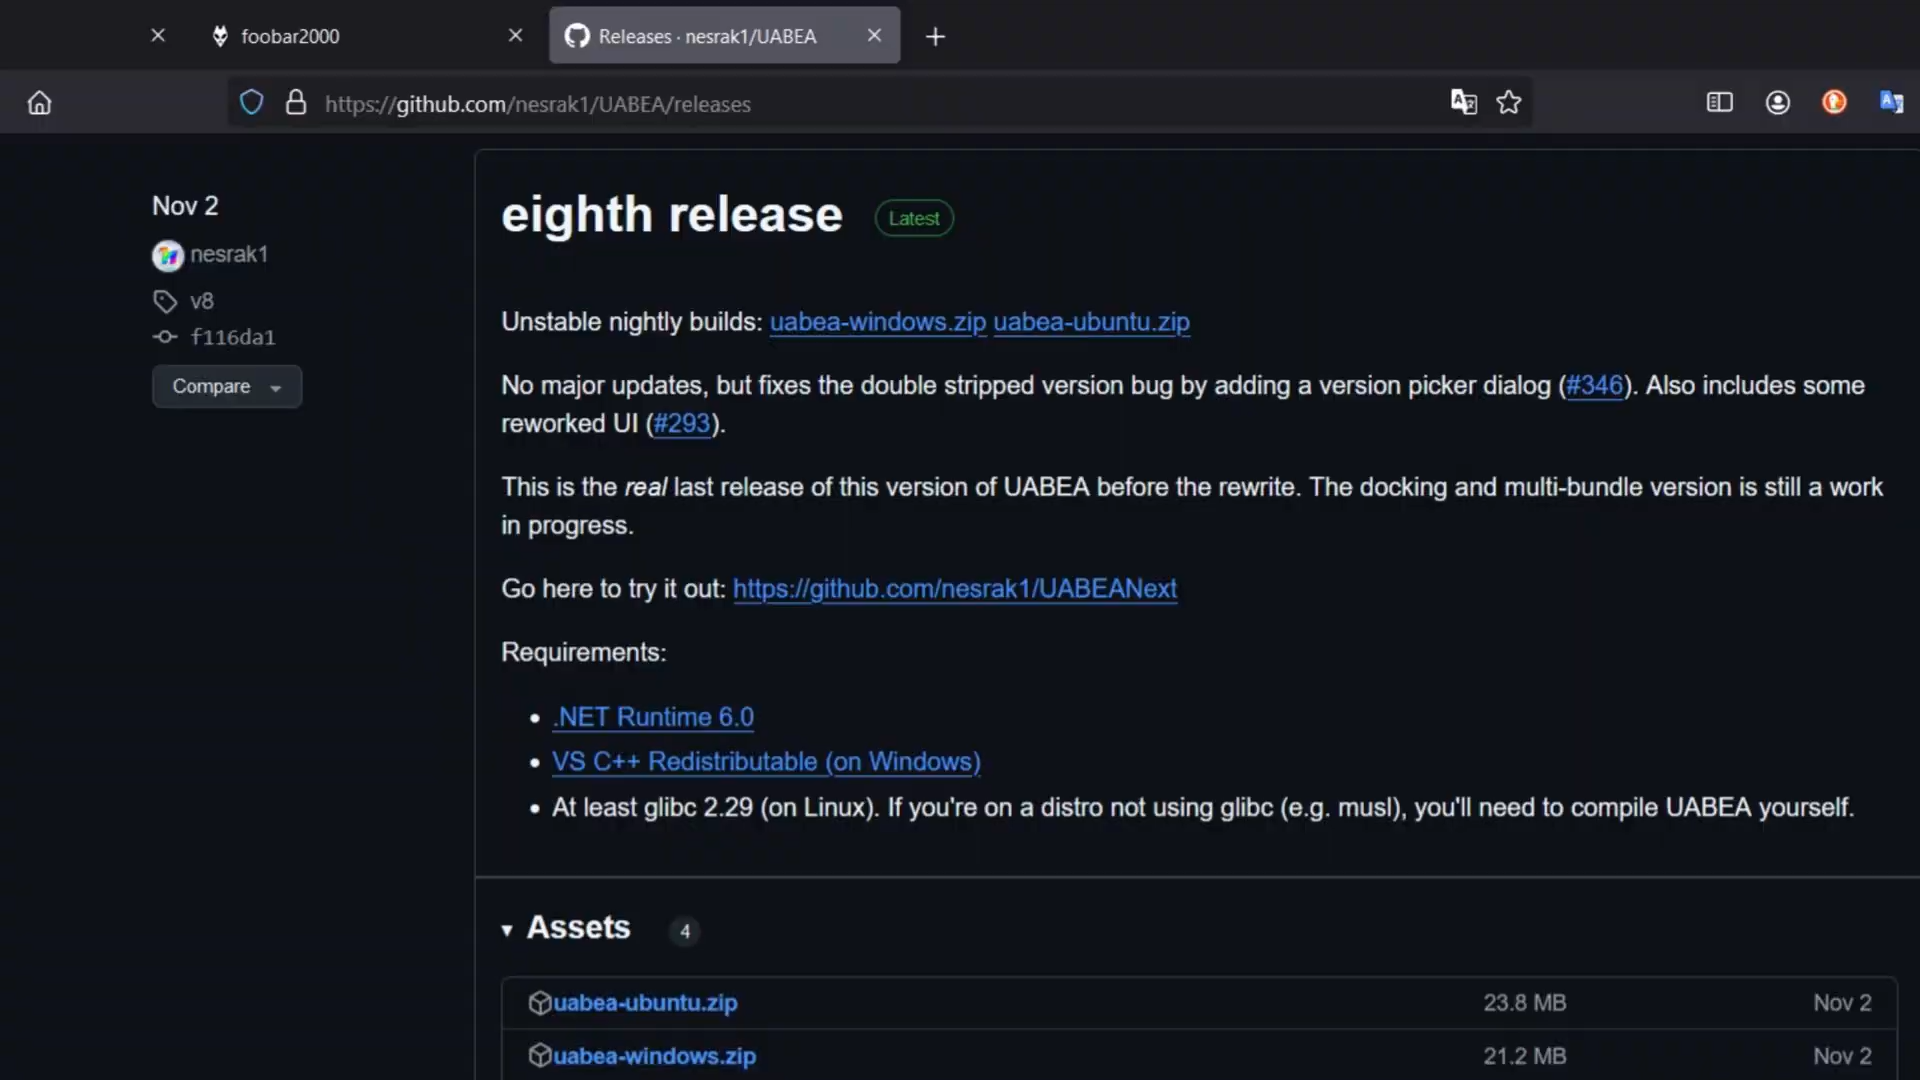 foobar2000
Releases · nesrak1/UABEA
https://github.com/nesrak1/UABEA/releases
Nov 2
nesrak1
v8
f116da1
Compare
eighth release
Latest
Unstable nightly builds: uabea-windows.zip uabea-ubuntu.zip
No major updates, but fixes the double stripped version bug by adding a version picker dialog (#346). Also includes some
reworked UI (#293).
This is the real last release of this version of UABEA before the rewrite. The docking and multi-bundle version is still a work
in progress.
Go here to try it out: https://github.com/nesrak1/UABEANext
Requirements:
.NET Runtime 6.0
VS C++ Redistributable (on Windows)
At least glibc 2.29 (on Linux). If you're on a distro not using glibc (e.g. musl), you'll need to compile UABEA yourself.
Assets 4
uabea-ubuntu.zip 23.8 MB Nov 2
uabea-windows.zip 21.2 MB Nov 2